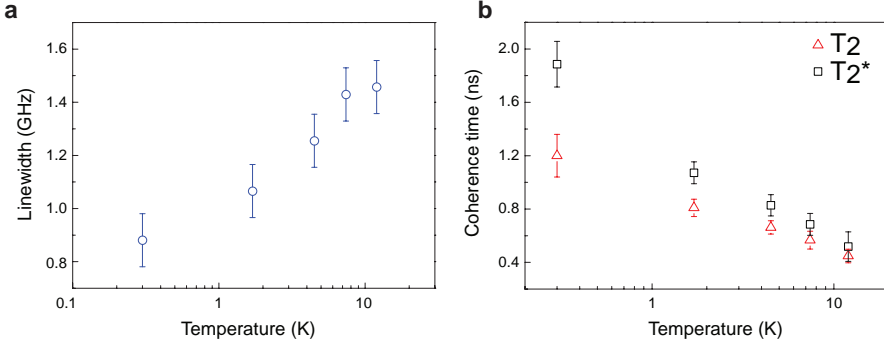 a
1.6
1.4
1.2
1.0
0.8
Linewidth (GHz)
0.1
1
10
Temperature (K)
b
2.0
1.6
1.2
0.8
0.4
Coherence time (ns)
T2
T2*
1
10
Temperature (K)